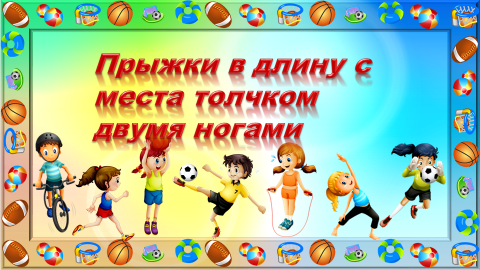 Прыжки в длину с
места толчком
двумя ногами